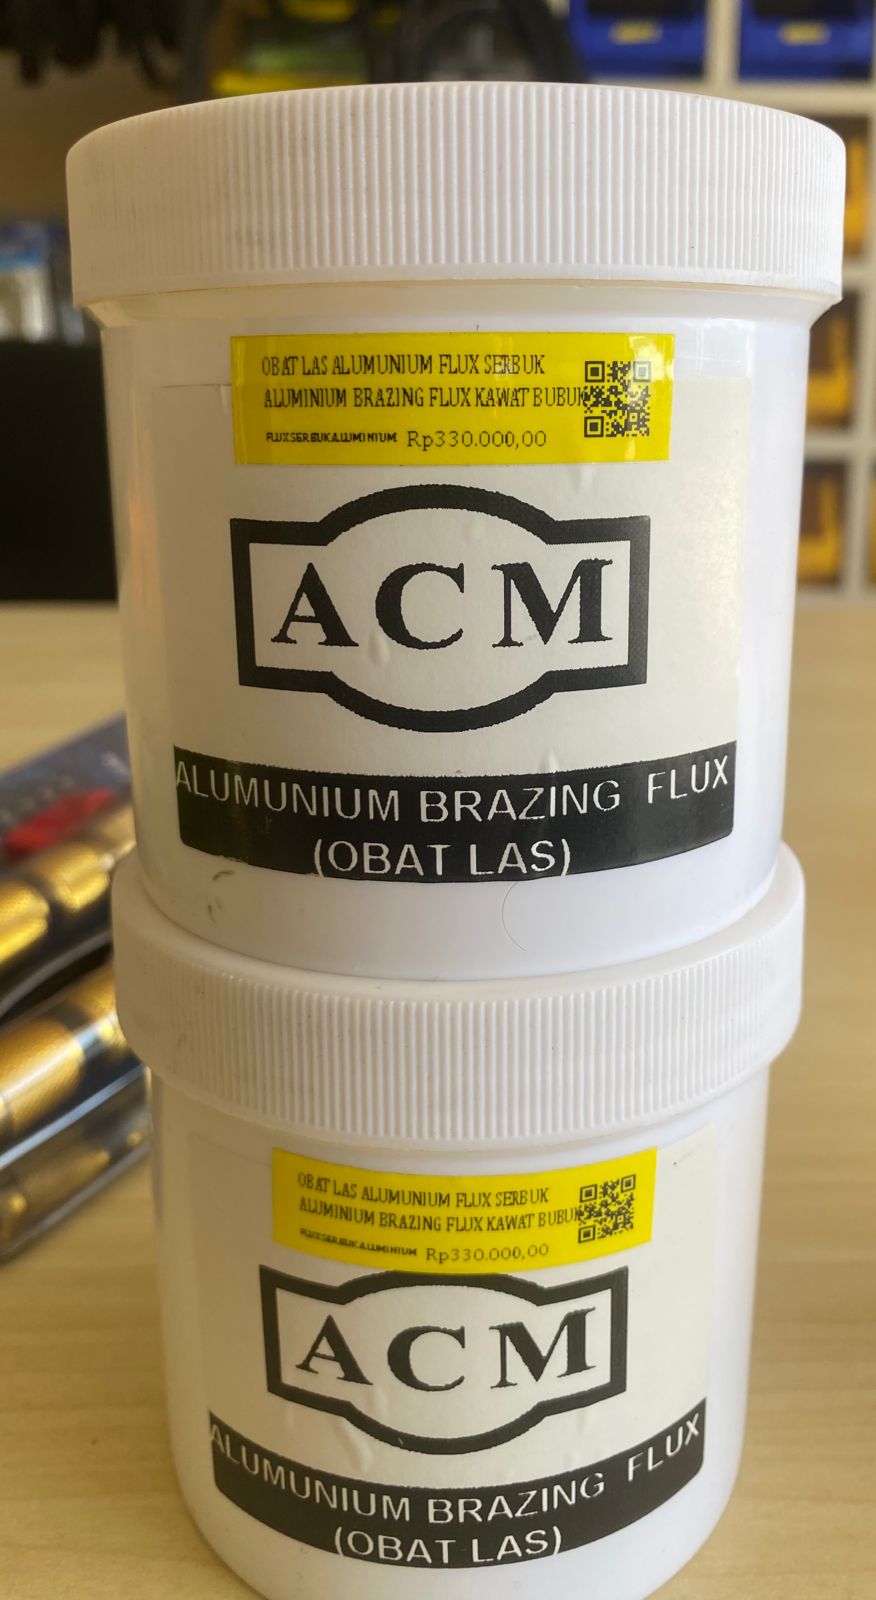 OBAT LAS ALUMUNIUM FLUX SERBUK
ALUMINIUM BRAZING FLUX KAWAT BUBUK
FLUXSERBUKALUMINIUM Rp330.000,00
ACM
ALUMUNIUM BRAZING FLUX
(OBAT LAS)
OBAT LAS ALUMUNIUM FLUX SERBUK
ALUMINIUM BRAZING FLUX KAWAT BUBUK
FLUXSERBUKALUMINIUM Rp330.000,00
ACM
ALUMUNIUM BRAZING FLUX
(OBAT LAS)